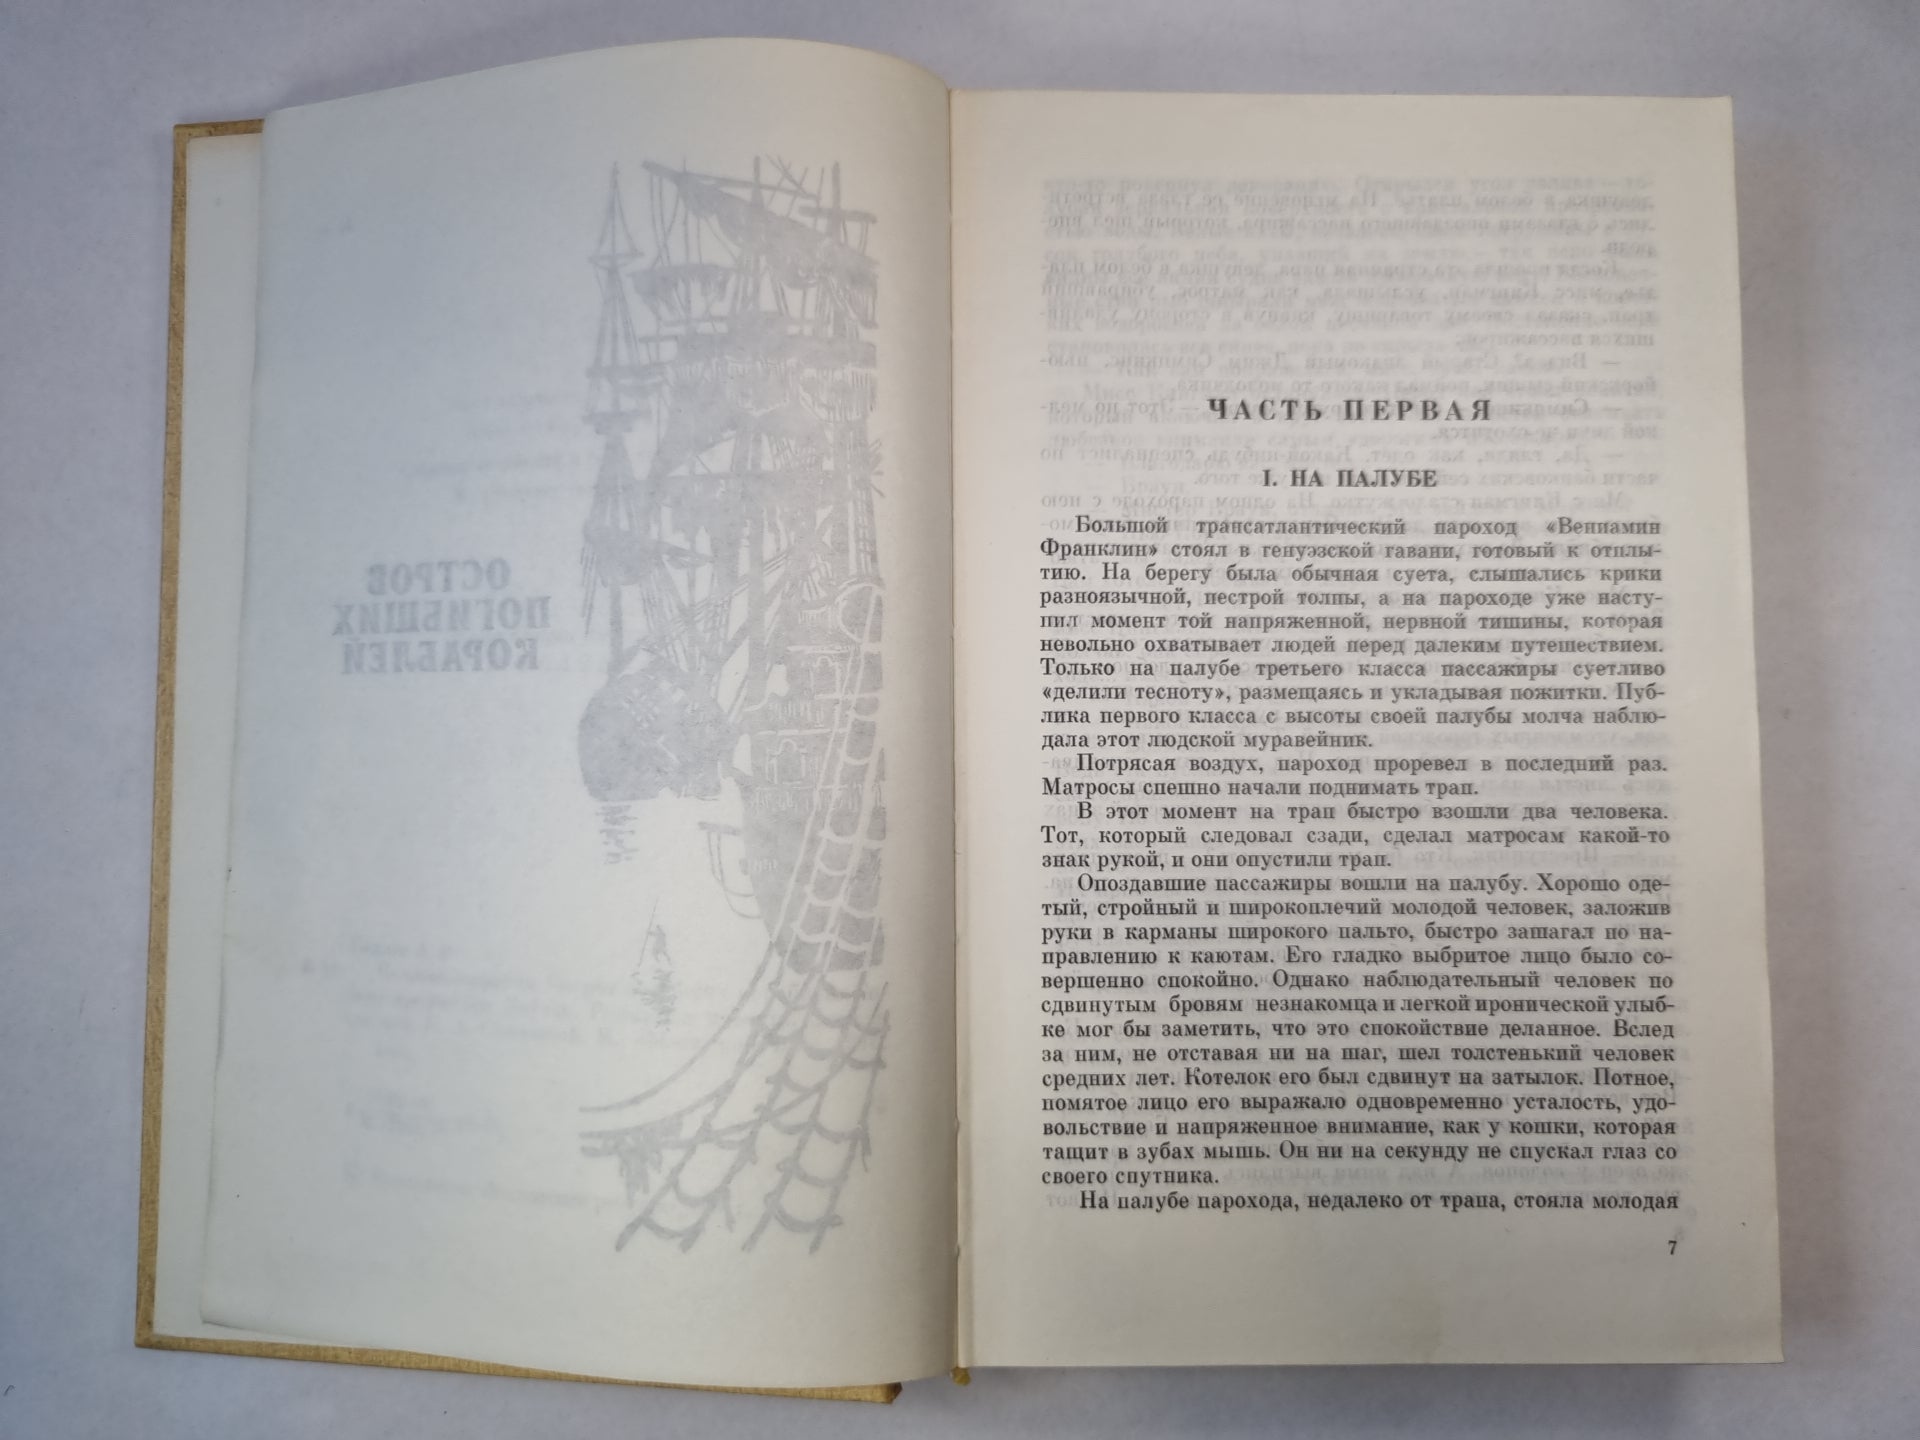 ОСТРОВ
ПОГИБШИХ
КОРАБЛЕЙ
ЧАСТЬ ПЕРВАЯ
I. НА ПАЛУБЕ
Большой трансатлантический пароход «Вениамин
Франклин» стоял в генуэзской гавани, готовый к отплы-
тию. На берегу была обычная суета, слышались крики
разноязычной, пестрой толпы, а на пароходе уже насту-
пил момент той напряженной, нервной тишины, которая
невольно охватывает людей перед далеким путешествием.
Только на палубе третьего класса пассажиры суетливо
«делили тесноту», размещаясь и укладывая пожитки. Пуб-
лика первого класса с высоты своей палубы молча наблю-
дала этот людской муравейник.
Потрясая воздух, пароход проревел в последний раз.
Матросы спешно начали поднимать трап.
В этот момент на трап быстро взошли два человека.
Тот, который следовал сзади, сделал матросам какой-то
знак рукой, и они опустили трап.
Опоздавшие пассажиры вошли на палубу. Хорошо оде-
тый, стройный и широкоплечий молодой человек, заложив
руки в карманы широкого пальто, быстро зашагал по на-
правлению к каютам. Его гладко выбритое лицо было со-
вершенно спокойно. Однако наблюдательный человек по
сдвинутым бровям незнакомца и легкой иронической улыб-
ке мог бы заметить, что это спокойствие деланное. Вслед
за ним, не отставая ни на шаг, шел толстенький человек
средних лет. Котелок его был сдвинут на затылок. Потное,
помятое лицо его выражало одновременно усталость, удо-
вольствие и напряженное внимание, как у кошки, которая
тащит в зубах мышь. Он ни на секунду не спускал глаз со
своего спутника.
На палубе парохода, недалеко от трапа, стояла молодая
7